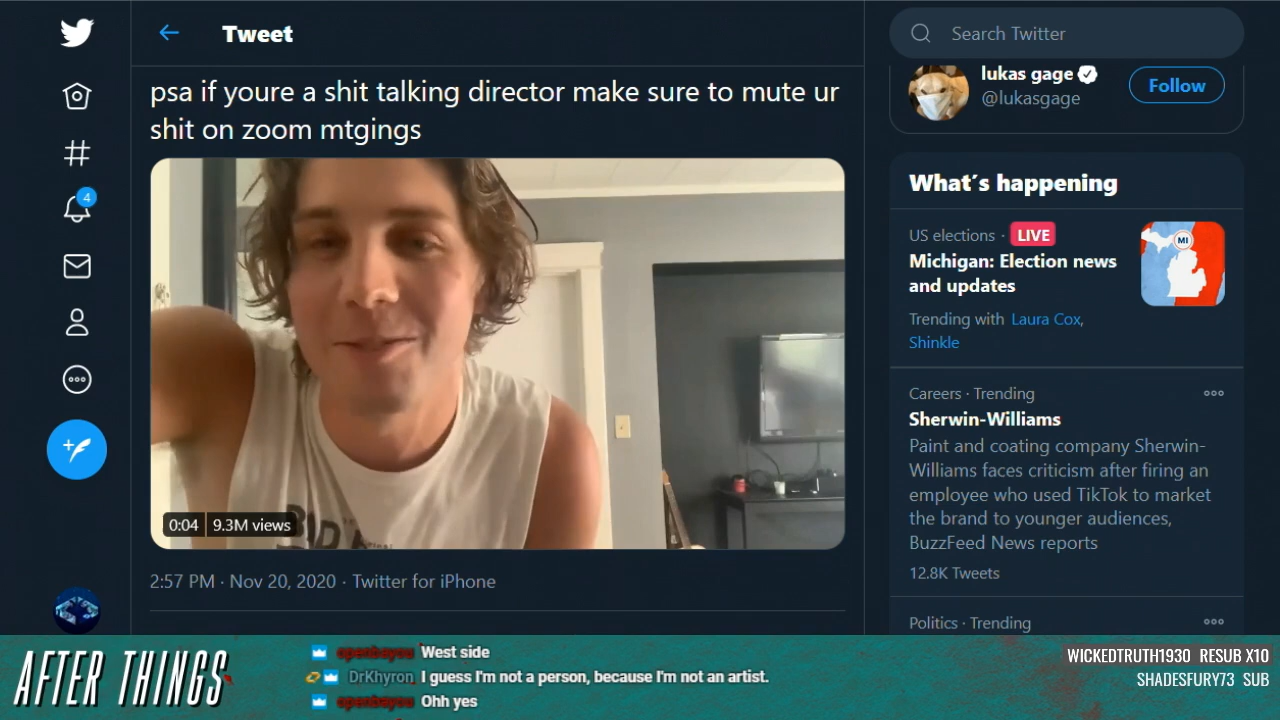 Tweet
psa if youre a shit talking director make sure to mute ur
shit on zoom mtgings
0:04 9.3M views
2:57 PM · Nov 20, 2020 · Twitter for iPhone
4
Search Twitter
lukas gage
@lukasgage
Follow
What´s happening
US elections · LIVE
Michigan: Election news
and updates
MI
Trending with Laura Cox,
Shinkle
Careers · Trending
Sherwin-Williams
Paint and coating company Sherwin-
Williams faces criticism after firing an
employee who used TikTok to market
the brand to younger audiences,
BuzzFeed News reports
12.8K Tweets
Politics · Trending
AFTER THINGS
openbayou West side
DrKhyron I guess I'm not a person, because I'm not an artist.
openbayou Ohh yes
WICKEDTRUTH1930 RESUB X10
SHADESFURY73 SUB